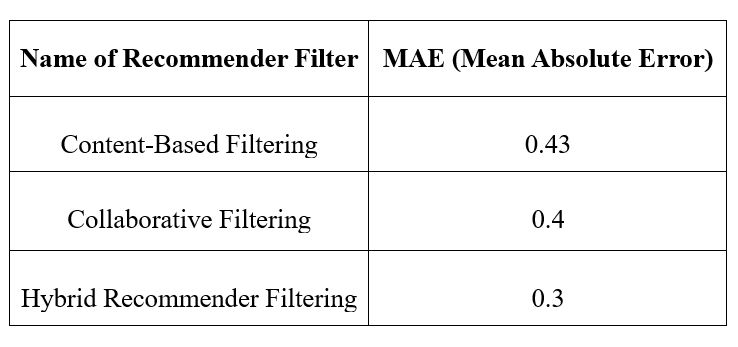 Name of Recommender Filter MAE (Mean Absolute Error)
Content-Based Filtering 0.43
Collaborative Filtering 0.4
Hybrid Recommender Filtering 0.3